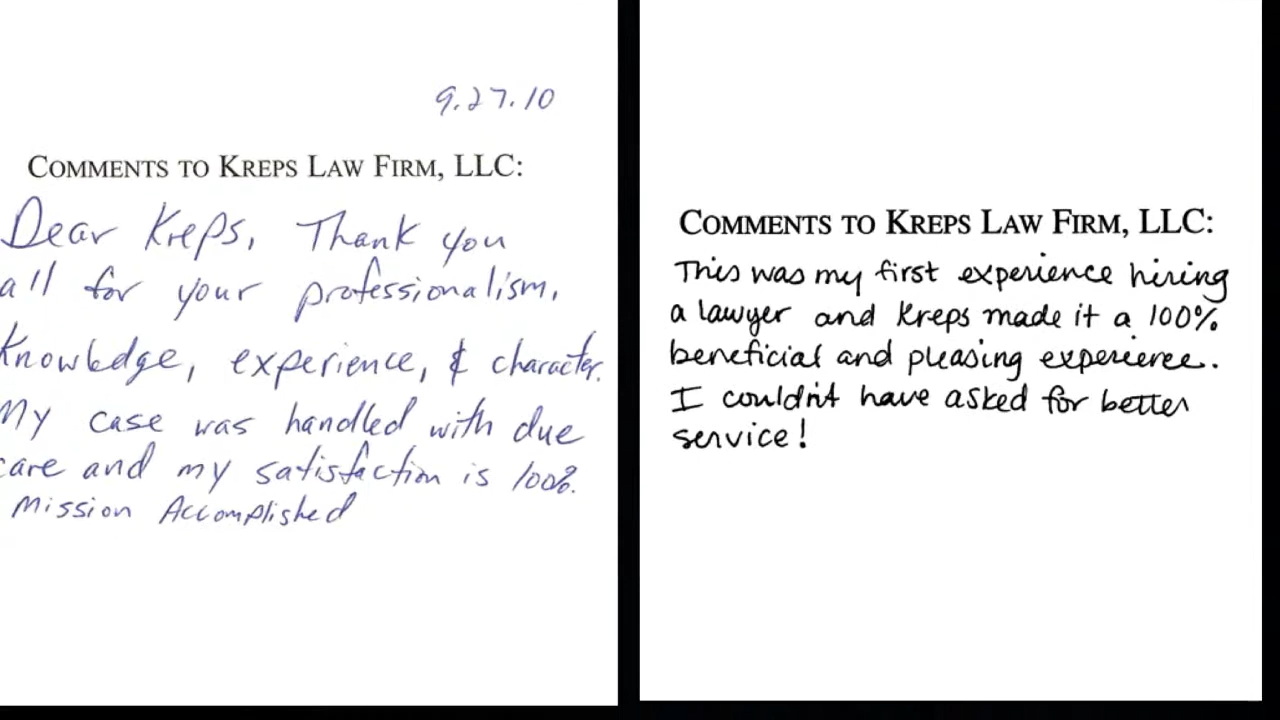 9.27.10
COMMENTS TO KREPS LAW FIRM, LLC:
Dear Kreps, Thank you
all for your professionalism,
Knowledge, experience, & character.
My case was handled with due
care and my satisfaction is 100%.
Mission Accomplished
COMMENTS TO KREPS LAW FIRM, LLC:
This was my first experience hiring
a lawyer and Kreps made it a 100%
beneficial and pleasing experience.
I couldn't have asked for better
service!